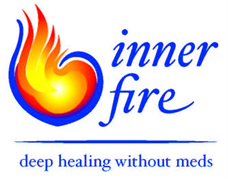 inner
fire
deep healing without meds